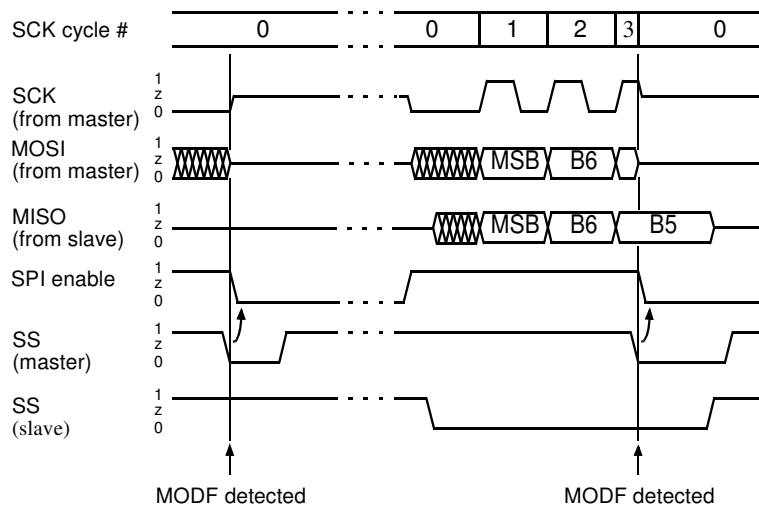 SCK cycle # 0 0 1 2 3 0
SCK
(from master)
1
z
0
MOSI
(from master)
1
z
0
MSB B6
MISO
(from slave)
1
z
0
MSB B6 B5
SPI enable
1
z
0
SS
(master)
1
z
0
SS
(slave)
1
z
0
MODF detected MODF detected